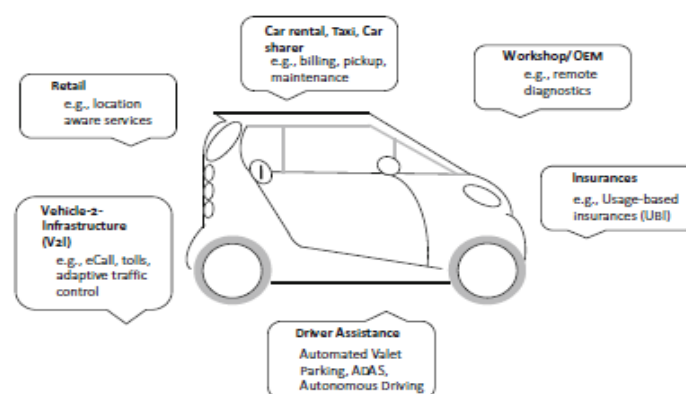 Car rental, Taxi, Car
sharer
e.g., billing, pickup,
maintenance
Workshop/OEM
e.g., remote
diagnostics
Retail
e.g., location
aware services
Insurances
e.g., Usage-based
insurances (UBI)
Vehicle-2-
Infrastructure
(V2I)
e.g., eCall, tolls,
adaptive traffic
control
Driver Assistance
Automated Valet
Parking, ADAS,
Autonomous Driving